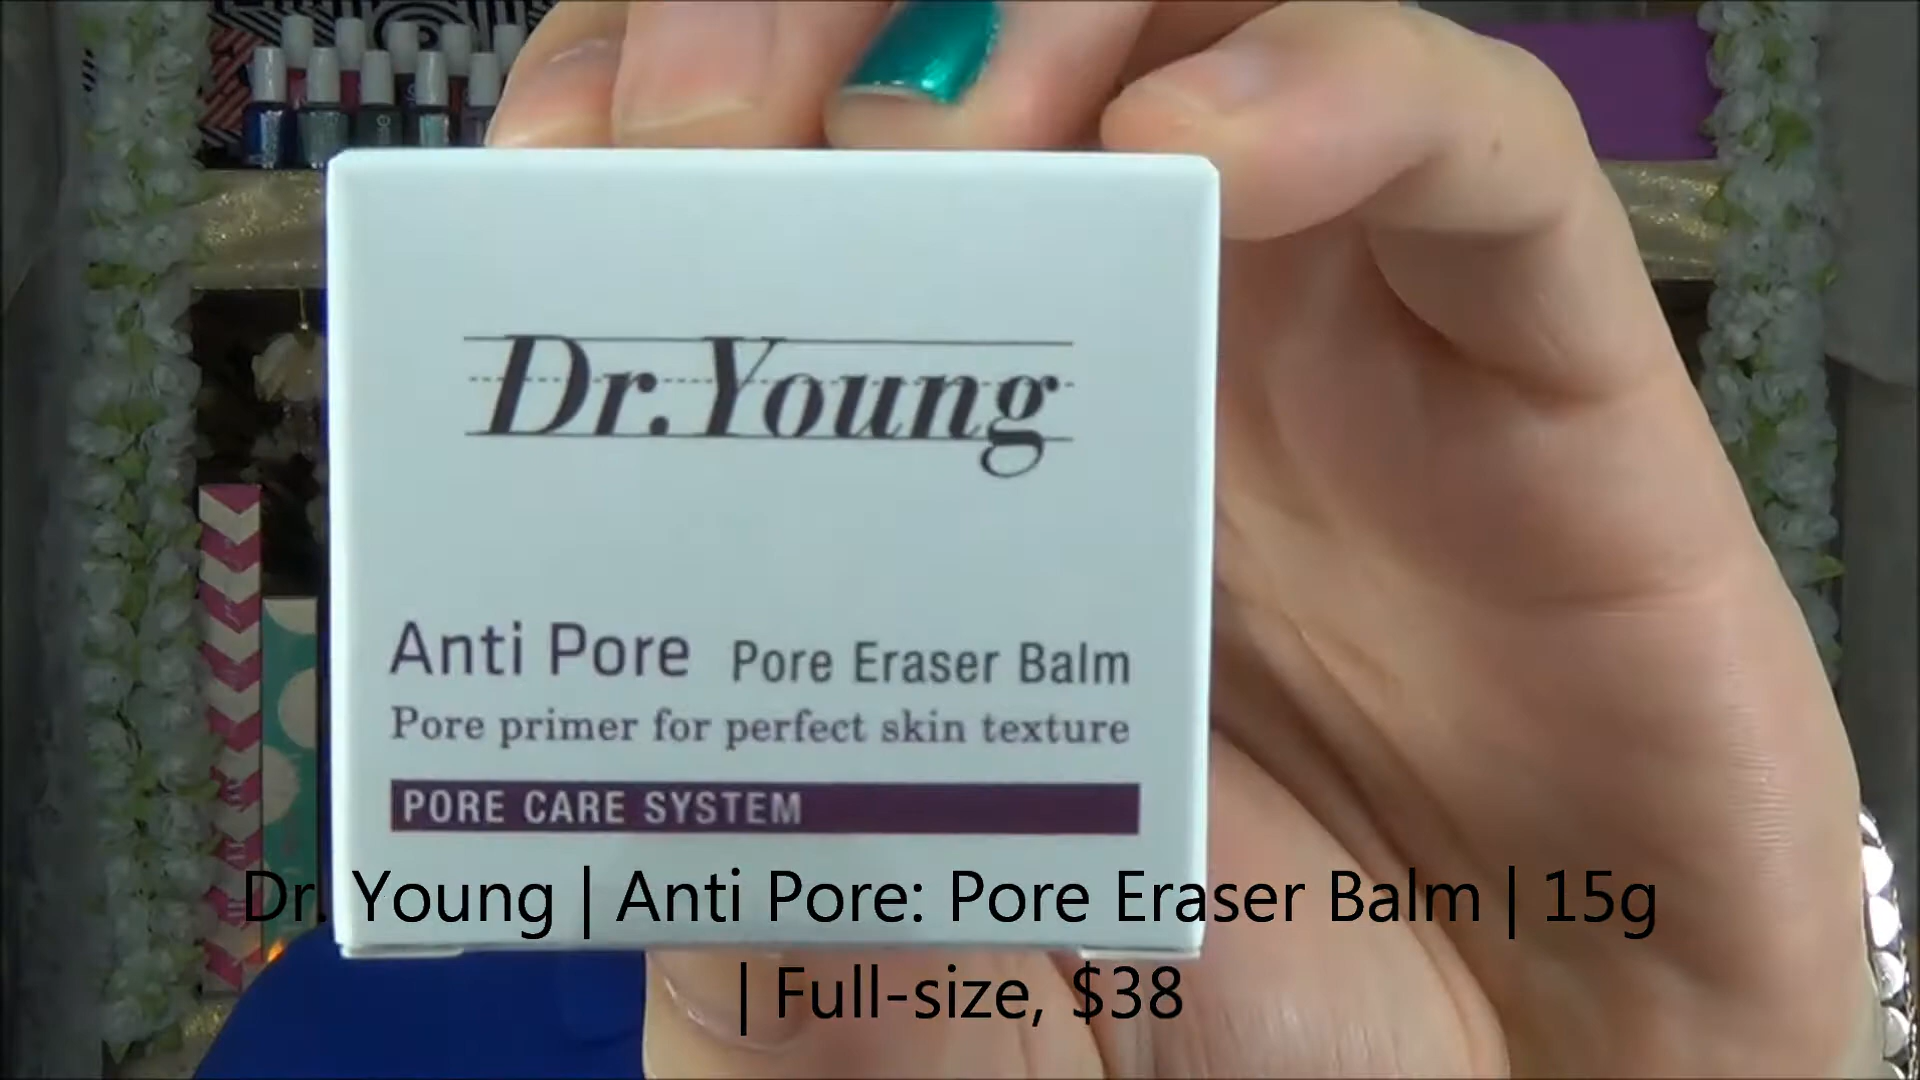 Dr. Young
Anti Pore Pore Eraser Balm
Pore primer for perfect skin texture
PORE CARE SYSTEM
Dr. Young | Anti Pore: Pore Eraser Balm | 15g
| Full-size, $38